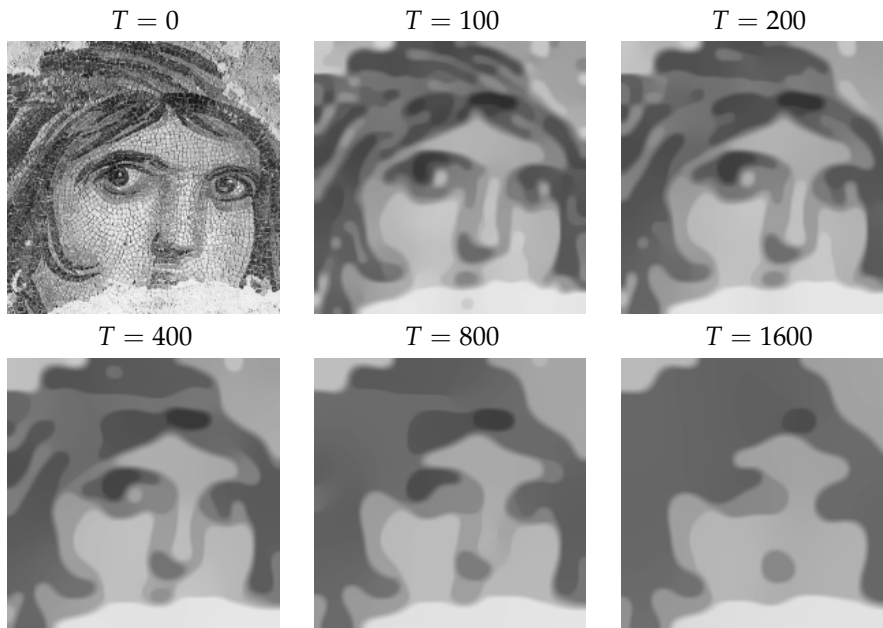 T = 0 T = 100 T = 200
T = 400 T = 800 T = 1600